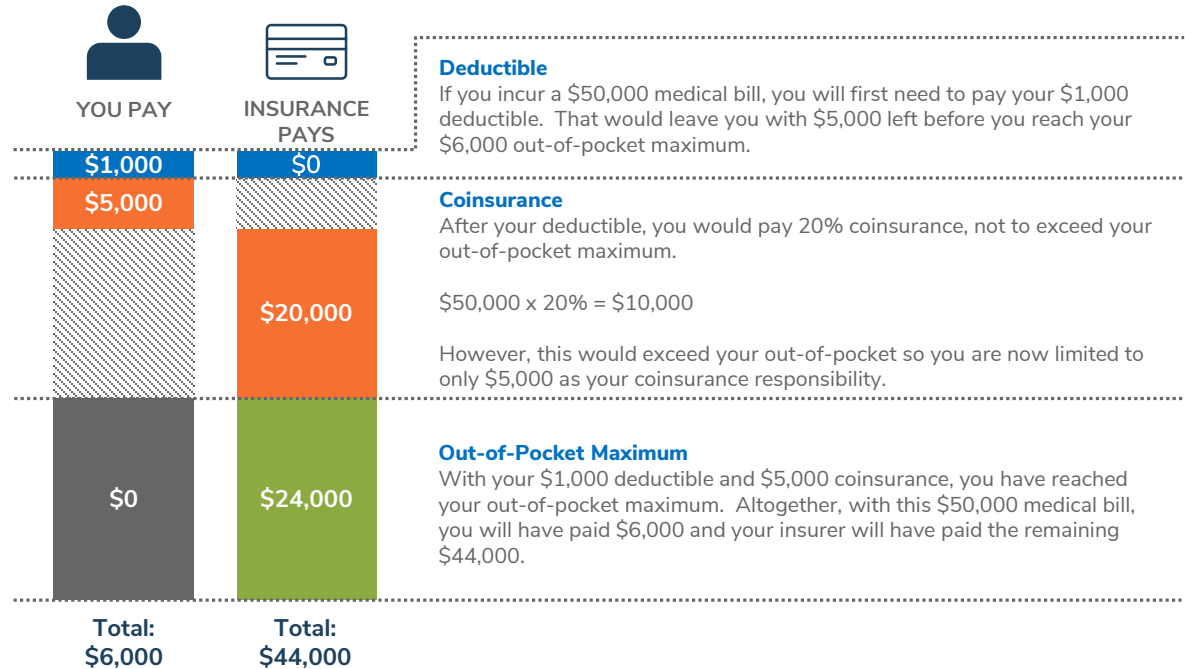 YOU PAY
INSURANCE
PAYS
Deductible
If you incur a $50,000 medical bill, you will first need to pay your $1,000
deductible.  That would leave you with $5,000 left before you reach your
$6,000 out-of-pocket maximum.
$1,000
$0
$5,000
Coinsurance
After your deductible, you would pay 20% coinsurance, not to exceed your
out-of-pocket maximum.
$50,000 x 20% = $10,000
However, this would exceed your out-of-pocket so you are now limited to
only $5,000 as your coinsurance responsibility.
$20,000
Out-of-Pocket Maximum
With your $1,000 deductible and $5,000 coinsurance, you have reached
your out-of-pocket maximum.  Altogether, with this $50,000 medical bill,
you will have paid $6,000 and your insurer will have paid the remaining
$44,000.
$0
$24,000
Total:
$6,000
Total:
$44,000